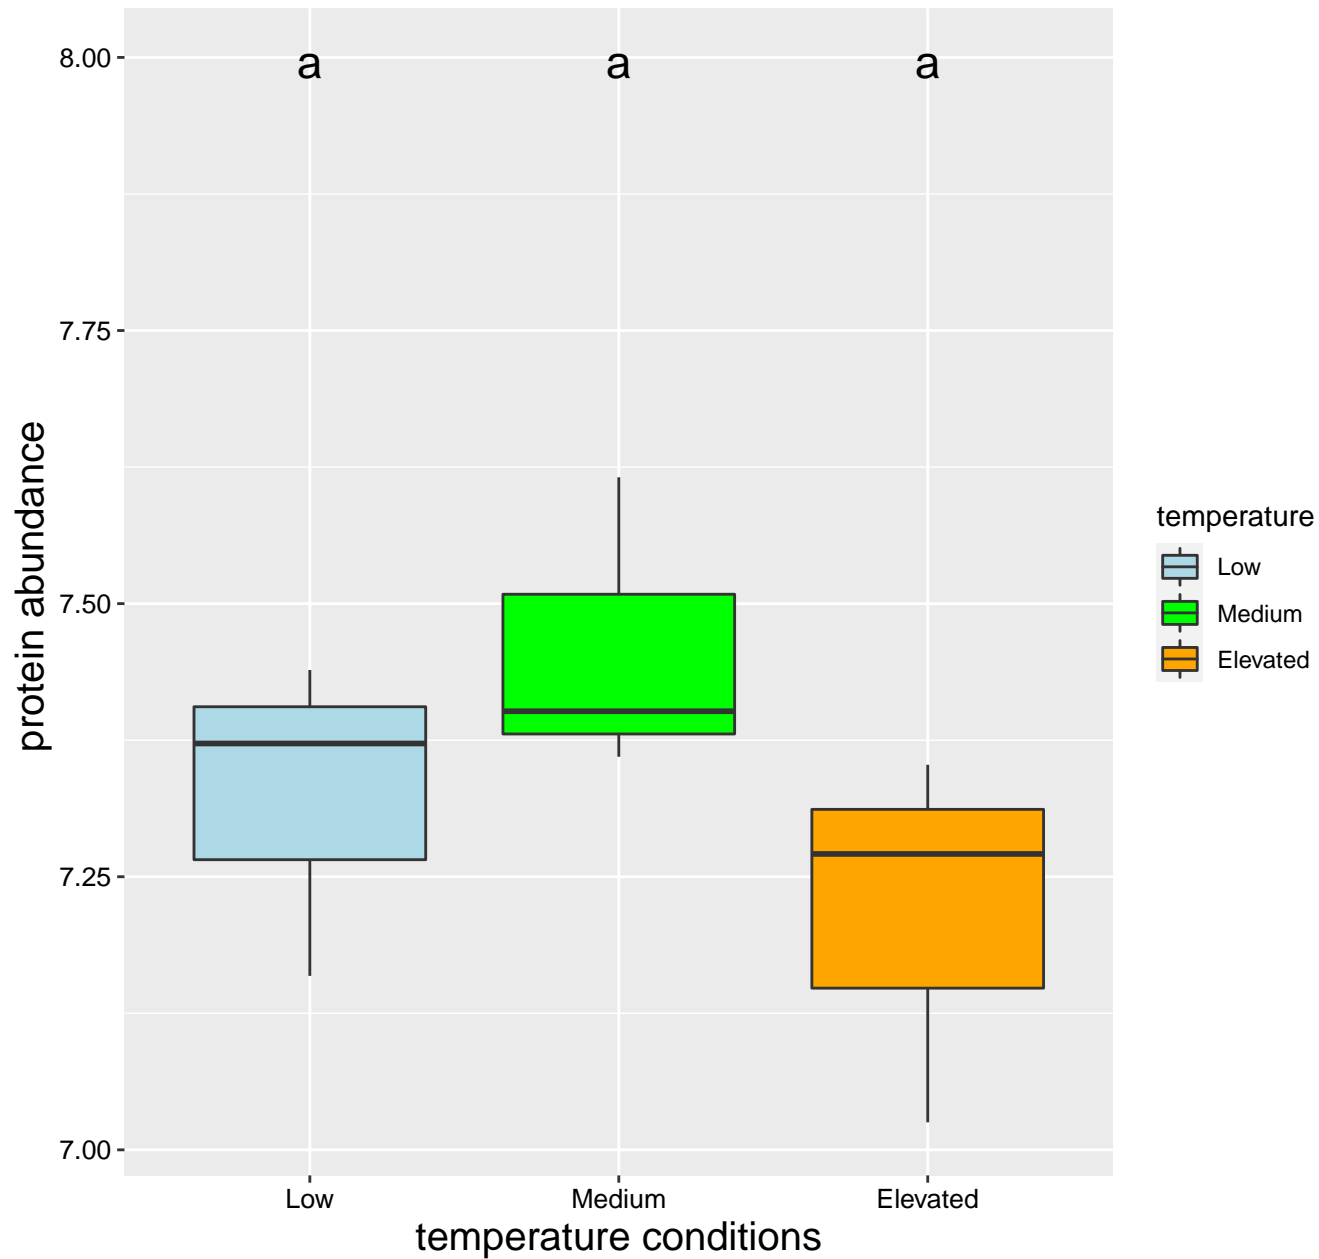 a a a
8.00
7.75
7.50
7.25
7.00
protein abundance
Low Medium Elevated
temperature conditions
temperature
Low
Medium
Elevated